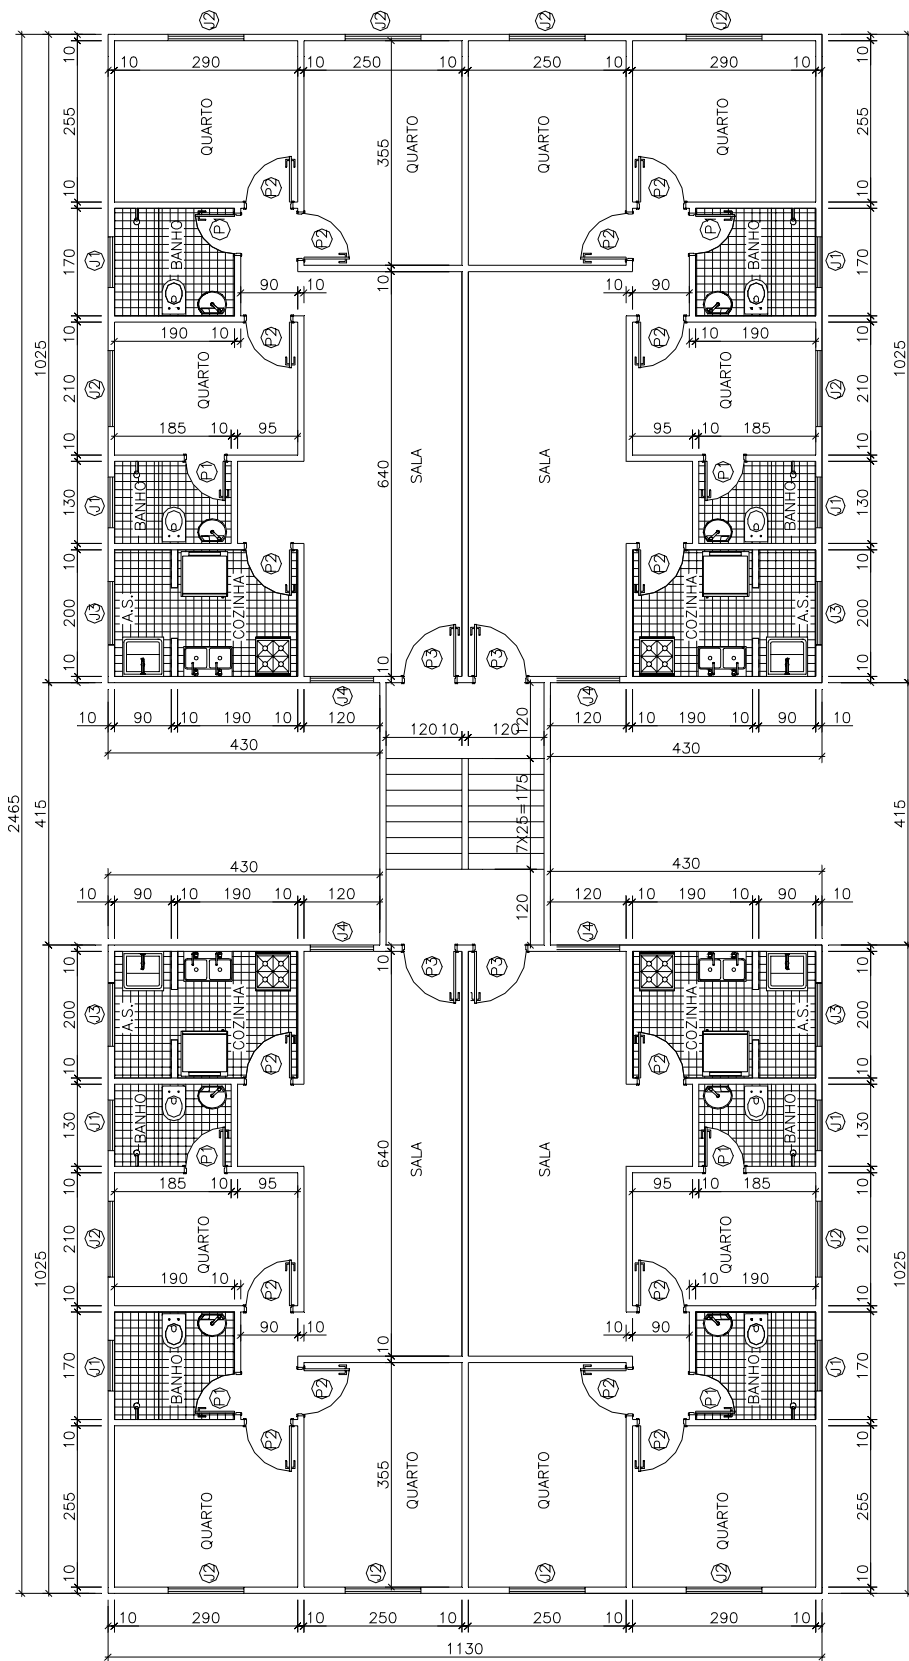 J2 J2 J2 J2
10 290 10 250 10 10 250 10 290 10
10 255 10 170 10 210 10 130 10 200 10
1025
2465
415
1025
QUARTO QUARTO QUARTO QUARTO
355
10 255 10 170 10 210 10 130 10 200 10
1025
P2 P2
P1 P2 P2 P1
J1 BANHO BANHO J1
90 10 10 10 90
P2 P2
190 10 10 190
J2 QUARTO QUARTO J2
185 10 95 95 10 185
640
SALA SALA
P1 P1
J1 BANHO BANHO J1
P2 P2
J3 A.S. COZINHA COZINHA A.S. J3
P3 P3
10
J4 J4
10 90 10 190 10 120 120 10 190 10 90 10
120 10 120
120
430 430
7X25=175
415
430 430
120
10 90 10 190 10 120 120 10 190 10 90 10
J4 J4
10
P3 P3
J3 A.S. COZINHA COZINHA A.S. J3
10 200 10 130 10 210 10 170 10 255 10
P2 P2
J1 BANHO BANHO J1
P1 P1
640
SALA SALA
185 10 95 95 10 185
J2 QUARTO QUARTO J2
1025
190 10 10 190
P2 P2
90 10 10 90
10
J1 BANHO BANHO J1
P1 P2 P2 P1
P2 P2
355
QUARTO QUARTO QUARTO QUARTO
10 200 10 130 10 210 10 170 10 255 10
J2 J2 J2 J2
10 290 10 250 10 10 250 10 290 10
1130